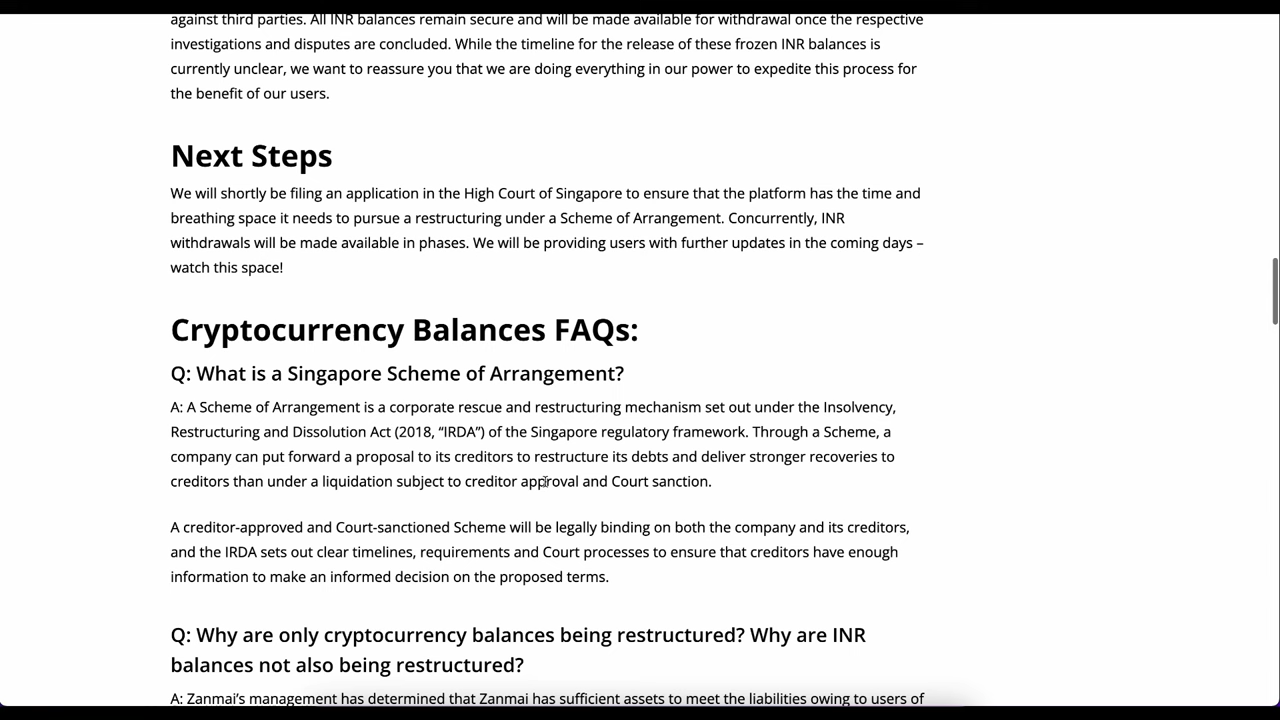 against third parties. All INR balances remain secure and will be made available for withdrawal once the respective
investigations and disputes are concluded. While the timeline for the release of these frozen INR balances is
currently unclear, we want to reassure you that we are doing everything in our power to expedite this process for
the benefit of our users.
Next Steps
We will shortly be filing an application in the High Court of Singapore to ensure that the platform has the time and
breathing space it needs to pursue a restructuring under a Scheme of Arrangement. Concurrently, INR
withdrawals will be made available in phases. We will be providing users with further updates in the coming days –
watch this space!
Cryptocurrency Balances FAQs:
Q: What is a Singapore Scheme of Arrangement?
A: A Scheme of Arrangement is a corporate rescue and restructuring mechanism set out under the Insolvency,
Restructuring and Dissolution Act (2018, “IRDA”) of the Singapore regulatory framework. Through a Scheme, a
company can put forward a proposal to its creditors to restructure its debts and deliver stronger recoveries to
creditors than under a liquidation subject to creditor approval and Court sanction.
A creditor-approved and Court-sanctioned Scheme will be legally binding on both the company and its creditors,
and the IRDA sets out clear timelines, requirements and Court processes to ensure that creditors have enough
information to make an informed decision on the proposed terms.
Q: Why are only cryptocurrency balances being restructured? Why are INR
balances not also being restructured?
A: Zanmai’s management has determined that Zanmai has sufficient assets to meet the liabilities owing to users of